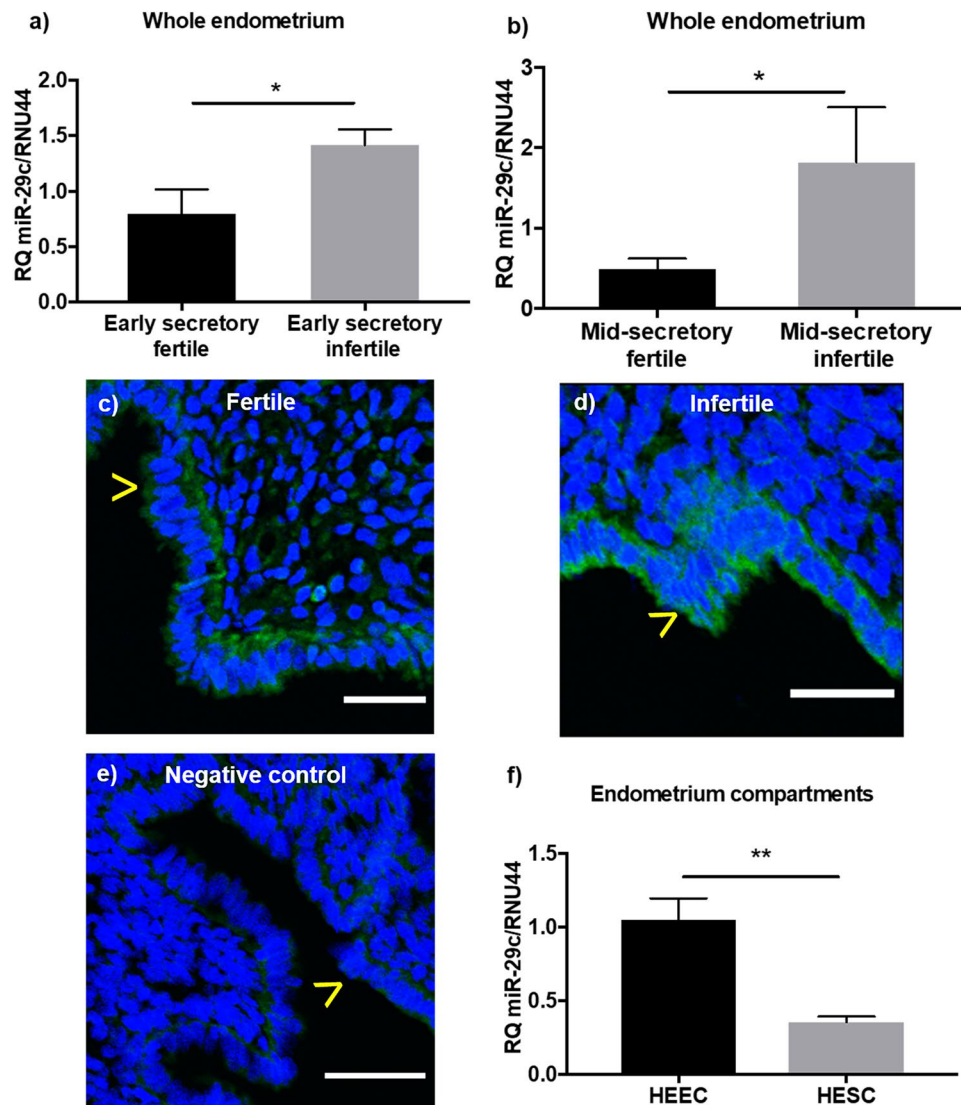 a)
Whole endometrium
*
RQ miR-29c/RNU44
2.0
1.5
1.0
0.5
0.0
Early secretory
fertile
Early secretory
infertile
b)
Whole endometrium
*
RQ miR-29c/RNU44
3
2
1
0
Mid-secretory
fertile
Mid-secretory
infertile
c)
Fertile
>
d)
Infertile
>
e)
Negative control
>
f)
Endometrium compartments
**
RQ miR-29c/RNU44
1.5
1.0
0.5
0.0
HEEC
HESC